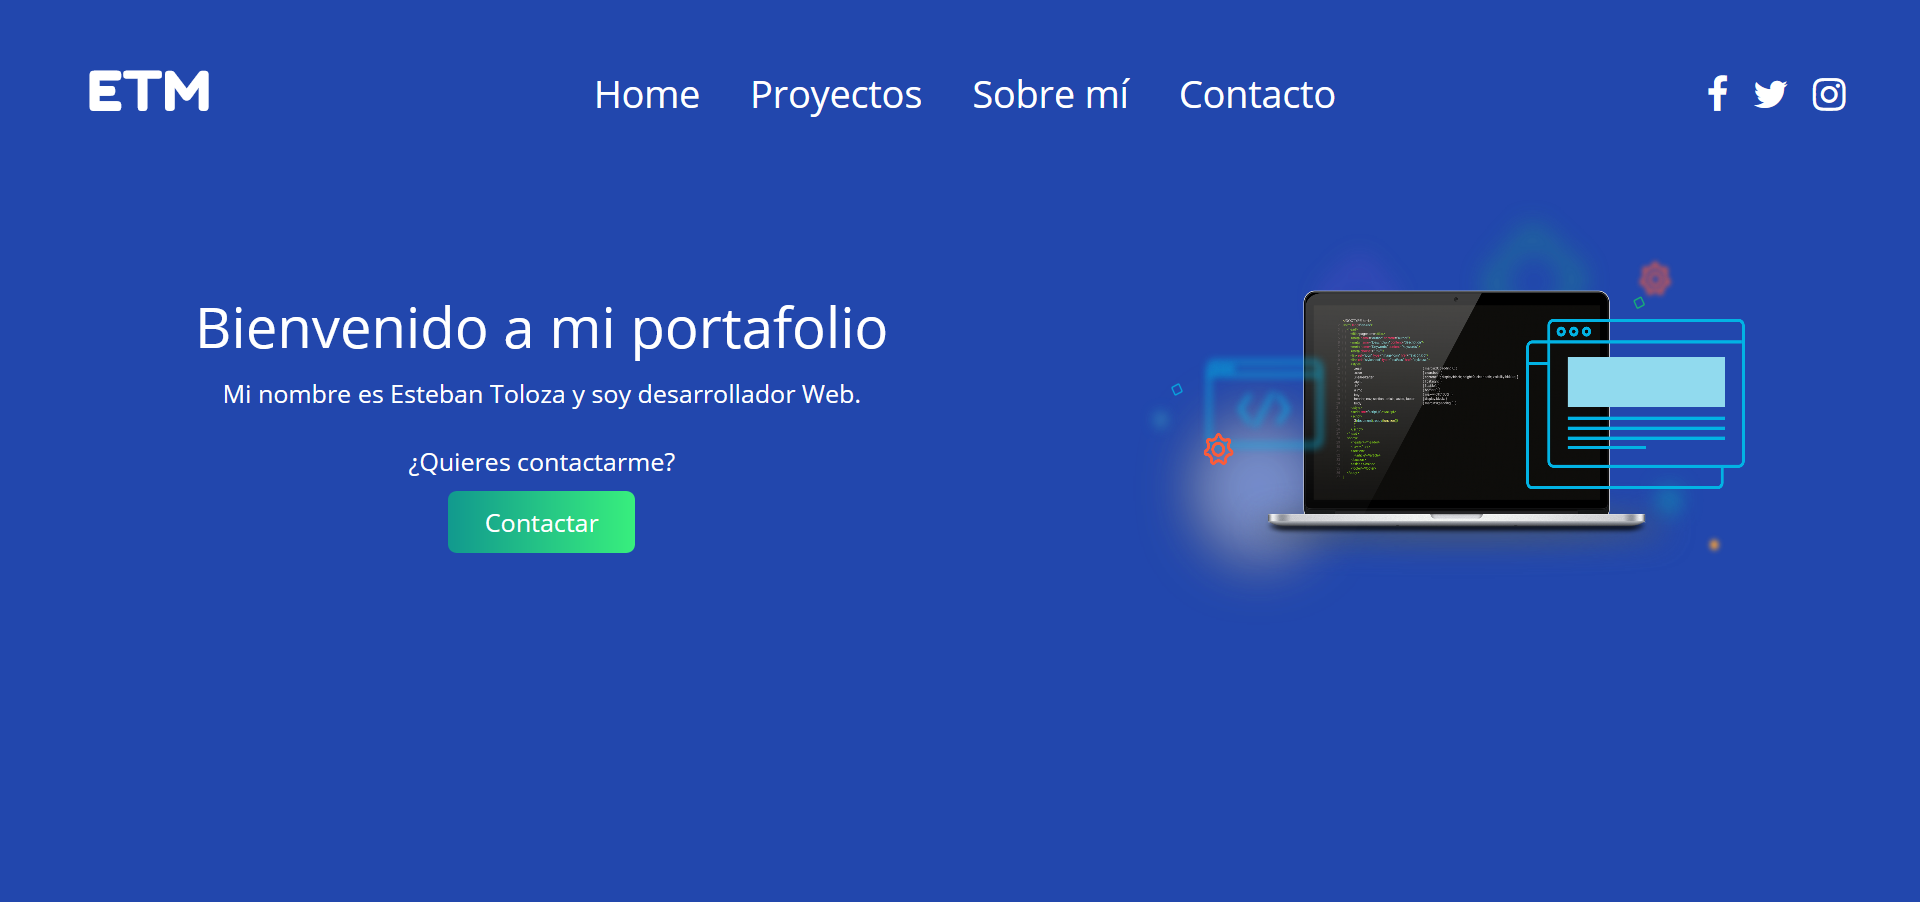 ETM
Home Proyectos Sobre mí Contacto
Bienvenido a mi portafolio
Mi nombre es Esteban Toloza y soy desarrollador Web.
¿Quieres contactarme?
Contactar